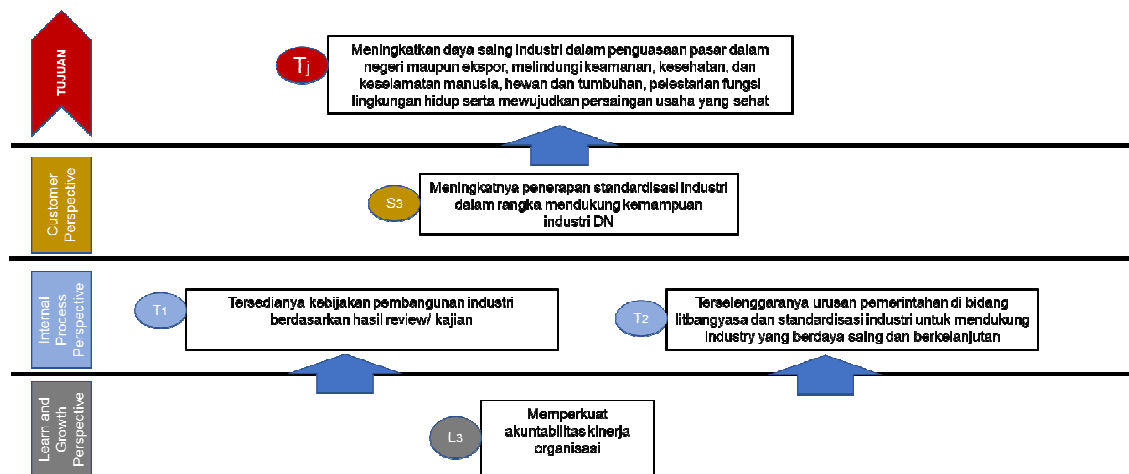 TUJUAN
Tj
Meningkatkan daya saing industri dalam penguasaan pasar dalam
negeri maupun ekspor, melindungi keamanan, kesehatan, dan
keselamatan manusia, hewan dan tumbuhan, pelestarian fungsi
lingkungan hidup serta mewujudkan persaingan usaha yang sehat
Customer
Perspective
S3
Meningkatnya penerapan standardisasi industri
dalam rangka mendukung kemampuan
industri DN
Internal
Process
Perspective
T1
Tersedianya kebijakan pembangunan industri
berdasarkan hasil review/ kajian
T2
Terselenggaranya urusan pemerintahan di bidang
litbangyasa dan standardisasi industri untuk mendukung
industry yang berdaya saing dan berkelanjutan
Learn and
Growth
Perspective
L3
Memperkuat
akuntabilitas kinerja
organisasi